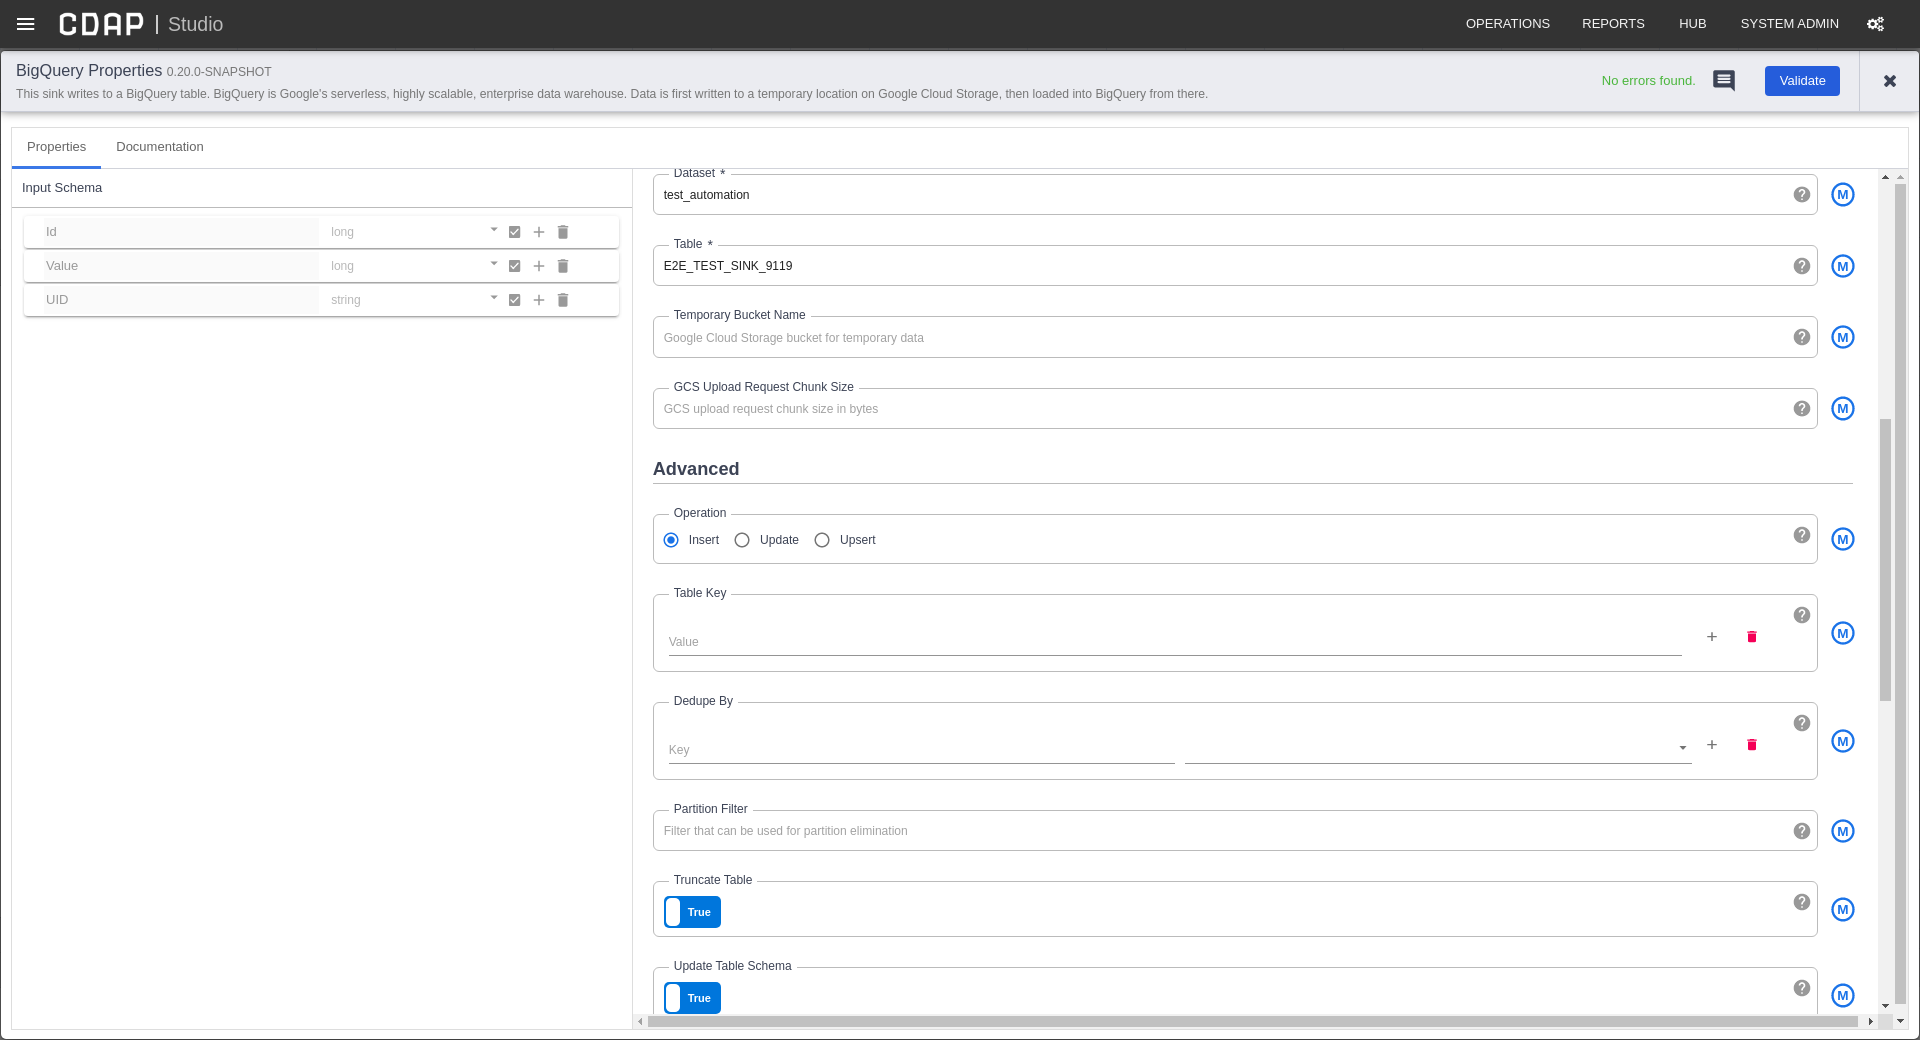 CDAP | Studio
OPERATIONS REPORTS HUB SYSTEM ADMIN
BigQuery Properties 0.20.0-SNAPSHOT
This sink writes to a BigQuery table. BigQuery is Google's serverless, highly scalable, enterprise data warehouse. Data is first written to a temporary location on Google Cloud Storage, then loaded into BigQuery from there.
No errors found.
Validate
Properties Documentation
Input Schema
Id long
Value long
UID string
Dataset *
test_automation
M
Table *
E2E_TEST_SINK_9119
M
Temporary Bucket Name
Google Cloud Storage bucket for temporary data
M
GCS Upload Request Chunk Size
GCS upload request chunk size in bytes
M
Advanced
Operation
Insert Update Upsert
M
Table Key
Value
M
Dedupe By
Key
M
Partition Filter
Filter that can be used for partition elimination
M
Truncate Table
True
M
Update Table Schema
True
M